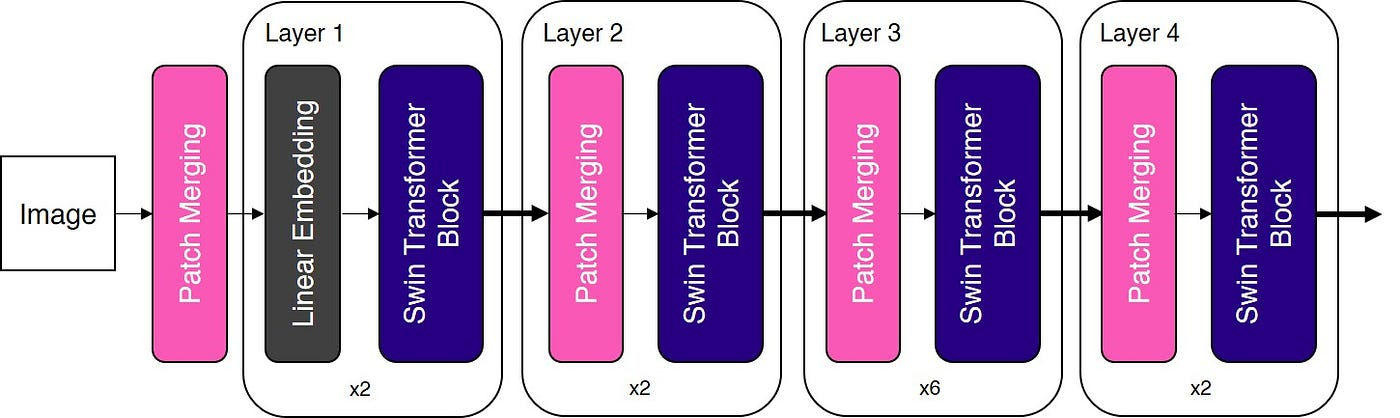 Image
Patch Merging
Layer 1
Linear Embedding
Swin Transformer
Block
x2
Layer 2
Patch Merging
Swin Transformer
Block
x2
Layer 3
Patch Merging
Swin Transformer
Block
x6
Layer 4
Patch Merging
Swin Transformer
Block
x2